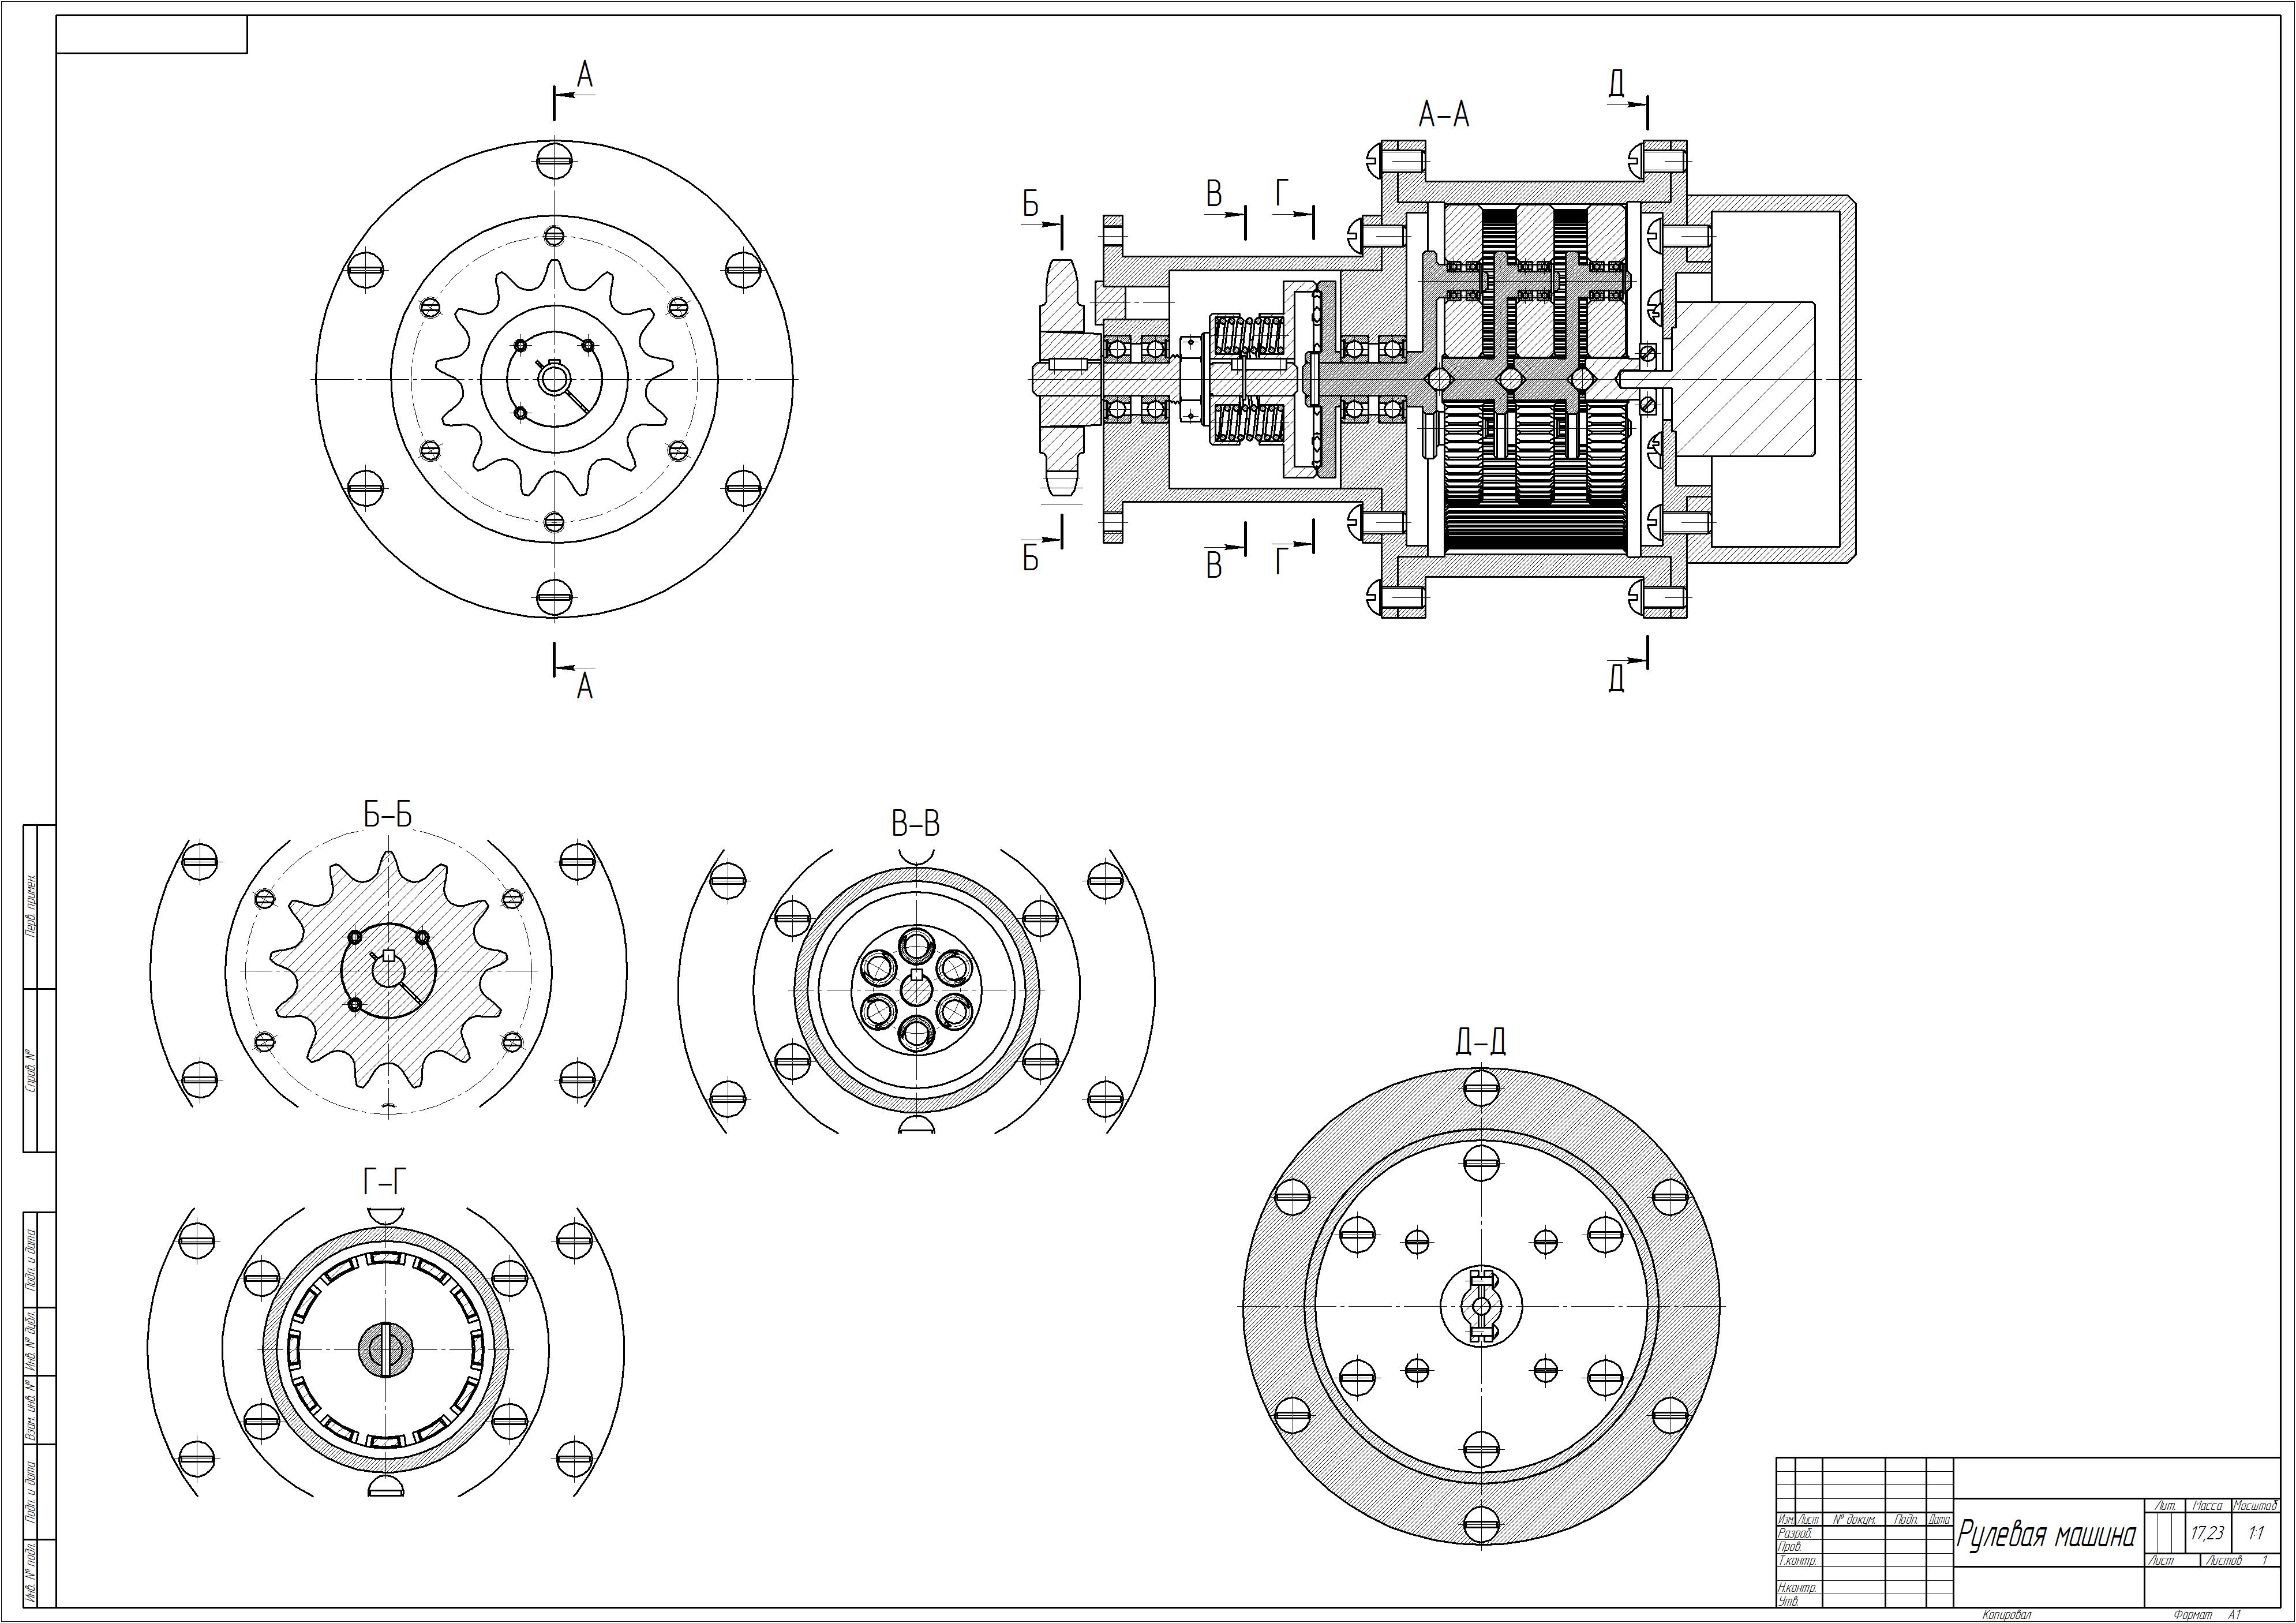 А
А
А–А
Д
Д
Б
Б
В
В
Г
Г
Б–Б
В–В
Г–Г
Д–Д
Перв. примен.
Справ. №
Подп. и дата
Инв. № дубл.
Взам. инв. №
Подп. и дата
Инв. № подл.
Изм. Лист № докум. Подп. Дата
Разраб.
Пров.
Т.контр.
Н.контр.
Утв.
Рулевая машина
Лит. Масса Масштаб
17,23 1:1
Лист Листов 1
Копировал Формат А1